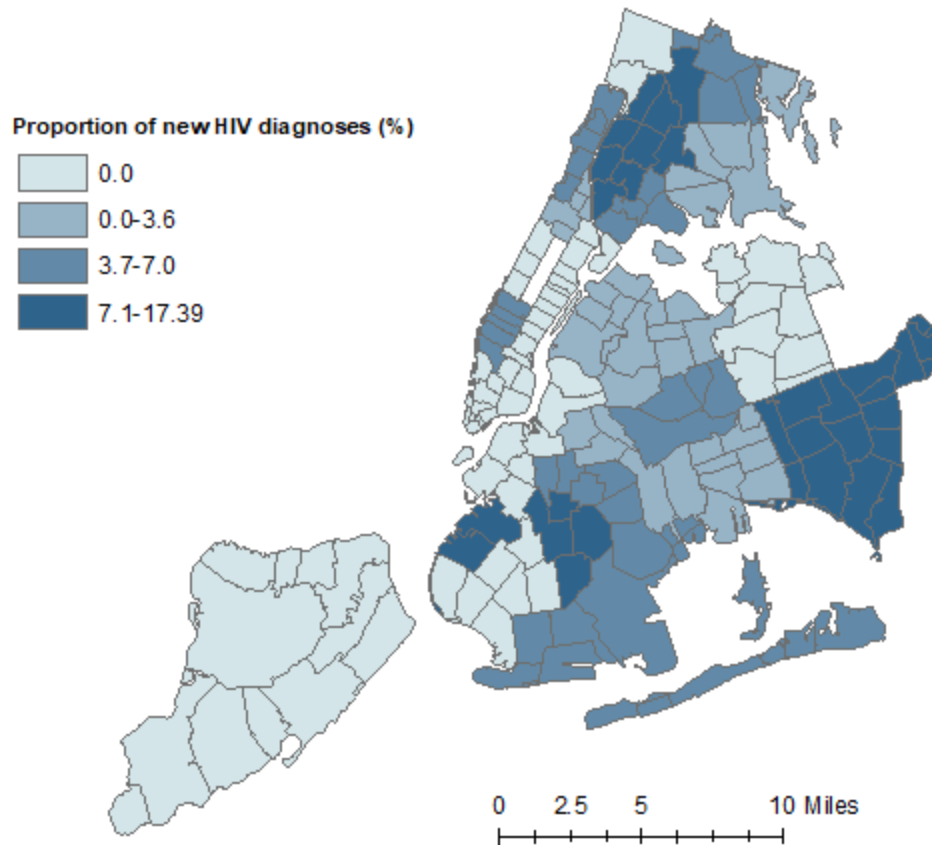 Proportion of new HIV diagnoses (%)
0.0
0.0-3.6
3.7-7.0
7.1-17.39
0 2.5 5 10 Miles